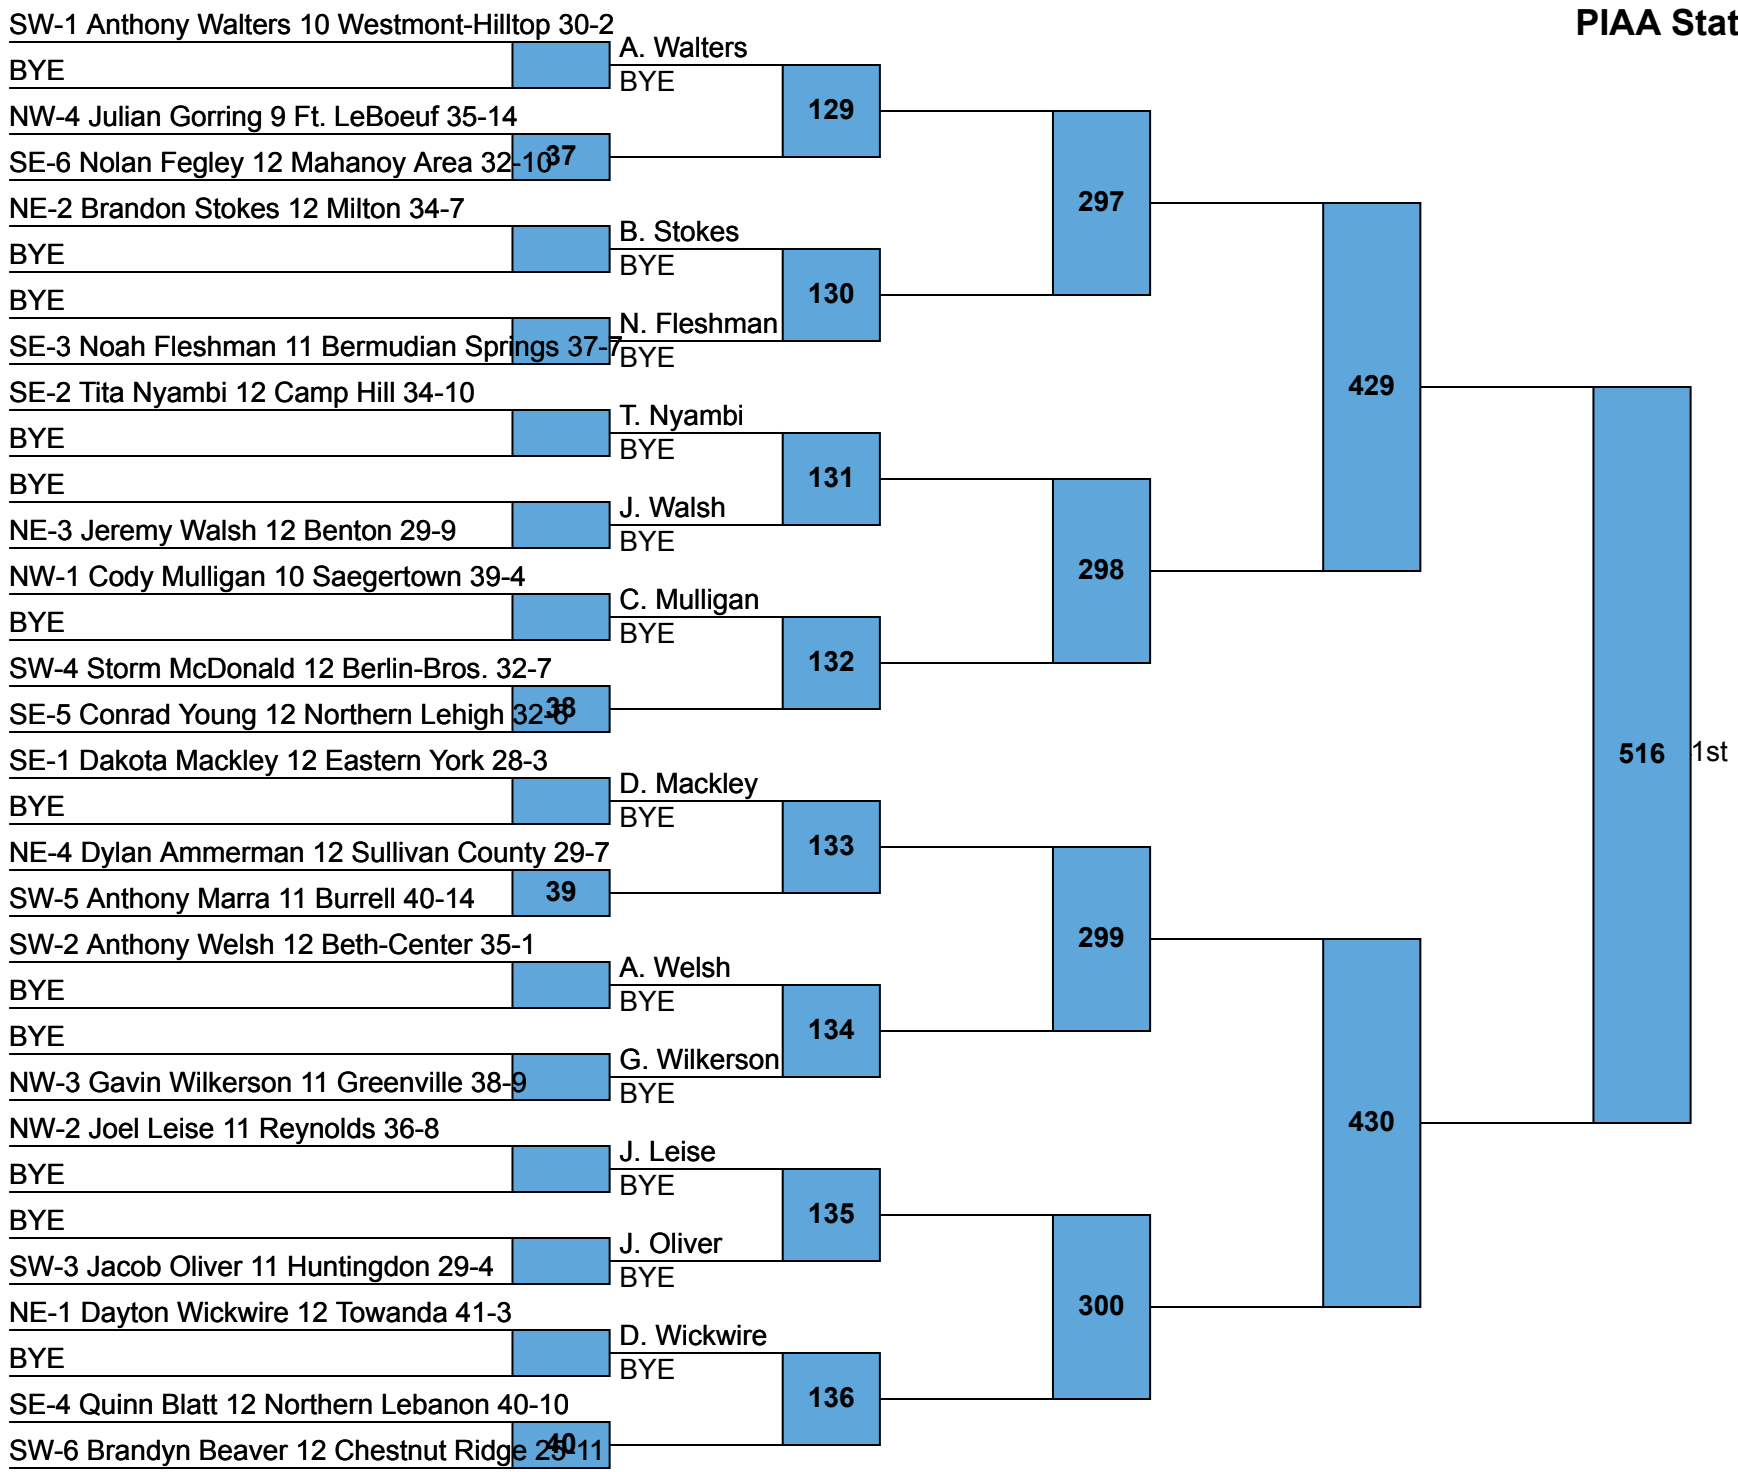 PIAA Stat
SW-1 Anthony Walters 10 Westmont-Hilltop 30-2
A. Walters
BYE
BYE
129
NW-4 Julian Gorring 9 Ft. LeBoeuf 35-14
37
SE-6 Nolan Fegley 12 Mahanoy Area 32-10
297
NE-2 Brandon Stokes 12 Milton 34-7
B. Stokes
BYE
BYE
130
BYE
N. Fleshman
SE-3 Noah Fleshman 11 Bermudian Springs 37-7
BYE
429
SE-2 Tita Nyambi 12 Camp Hill 34-10
T. Nyambi
BYE
BYE
131
BYE
J. Walsh
NE-3 Jeremy Walsh 12 Benton 29-9
BYE
298
NW-1 Cody Mulligan 10 Saegertown 39-4
C. Mulligan
BYE
BYE
132
SW-4 Storm McDonald 12 Berlin-Bros. 32-7
38
SE-5 Conrad Young 12 Northern Lehigh
516
1st
SE-1 Dakota Mackley 12 Eastern York 28-3
D. Mackley
BYE
BYE
133
NE-4 Dylan Ammerman 12 Sullivan County 29-7
39
SW-5 Anthony Marra 11 Burrell 40-14
299
SW-2 Anthony Welsh 12 Beth-Center 35-1
A. Welsh
BYE
BYE
134
BYE
G. Wilkerson
NW-3 Gavin Wilkerson 11 Greenville 38-9
BYE
430
NW-2 Joel Leise 11 Reynolds 36-8
J. Leise
BYE
BYE
135
BYE
J. Oliver
SW-3 Jacob Oliver 11 Huntingdon 29-4
BYE
300
NE-1 Dayton Wickwire 12 Towanda 41-3
D. Wickwire
BYE
BYE
136
SE-4 Quinn Blatt 12 Northern Lebanon 40-10
40
SW-6 Brandyn Beaver 12 Chestnut Ridge